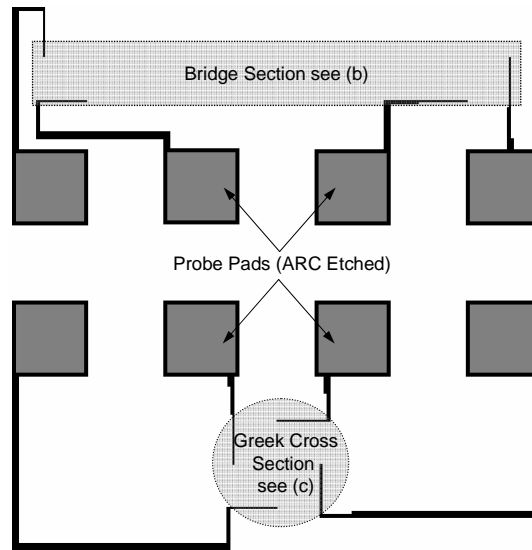 Bridge Section see (b)
Probe Pads (ARC Etched)
Greek Cross
Section
see (c)